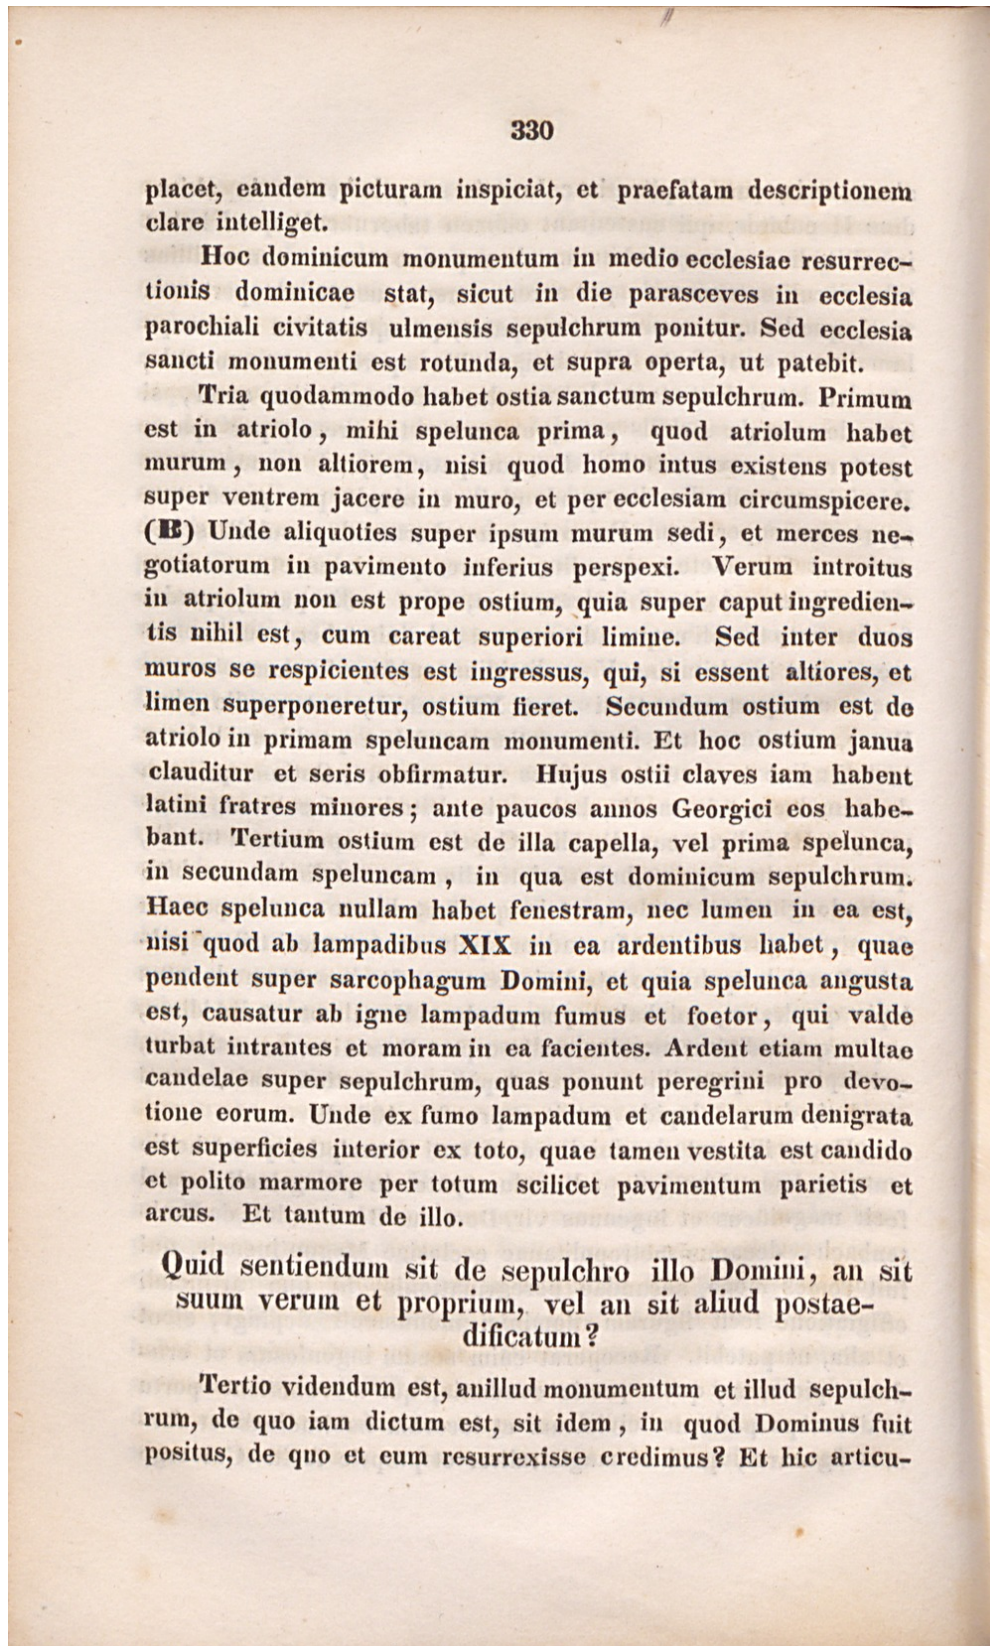 330
placet, eandem picturam inspiciat, et praefatam descriptionem
clare intelliget.
Hoc dominicum monumentum in medio ecclesiae resurrec-
tionis dominicae stat, sicut in die parasceves in ecclesia
parochiali civitatis ulmensis sepulchrum ponitur. Sed ecclesia
sancti monumenti est rotunda, et supra operta, ut patebit.
Tria quodammodo habet ostia sanctum sepulchrum. Primum
est in atriolo, mihi spelunca prima, quod atriolum habet
murum, non altiorem, nisi quod homo intus existens potest
super ventrem jacere in muro, et per ecclesiam circumspicere.
(B) Unde aliquoties super ipsum murum sedi, et merces ne-
gotiatorum in pavimento inferius perspexi. Verum introitus
in atriolum non est prope ostium, quia super caput ingredien-
tis nihil est, cum careat superiori limine. Sed inter duos
muros se respicientes est ingressus, qui, si essent altiores, et
limen superponeretur, ostium fieret. Secundum ostium est de
atriolo in primam speluncam monumenti. Et hoc ostium janua
clauditur et seris obfirmatur. Hujus ostii claves iam habent
latini fratres minores; ante paucos annos Georgici eos habe-
bant. Tertium ostium est de illa capella, vel prima spelunca,
in secundam speluncam, in qua est dominicum sepulchrum.
Haec spelunca nullam habet fenestram, nec lumen in ea est,
nisi quod ab lampadibus XIX in ea ardentibus habet, quae
pendent super sarcophagum Domini, et quia spelunca angusta
est, causatur ab igne lampadum fumus et foetor, qui valde
turbat intrantes et moram in ea facientes. Ardent etiam multae
candelae super sepulchrum, quas ponunt peregrini pro devo-
tione eorum. Unde ex fumo lampadum et candelarum denigrata
est superficies interior ex toto, quae tamen vestita est candido
et polito marmore per totum scilicet pavimentum parietis et
arcus. Et tantum de illo.
Quid sentiendum sit de sepulchro illo Domini, an sit
suum verum et proprium, vel an sit aliud postae-
dificatum?
Tertio videndum est, anillud monumentum et illud sepulch-
rum, de quo iam dictum est, sit idem, in quod Dominus fuit
positus, de qno et eum resurrexisse credimus? Et hic articu-